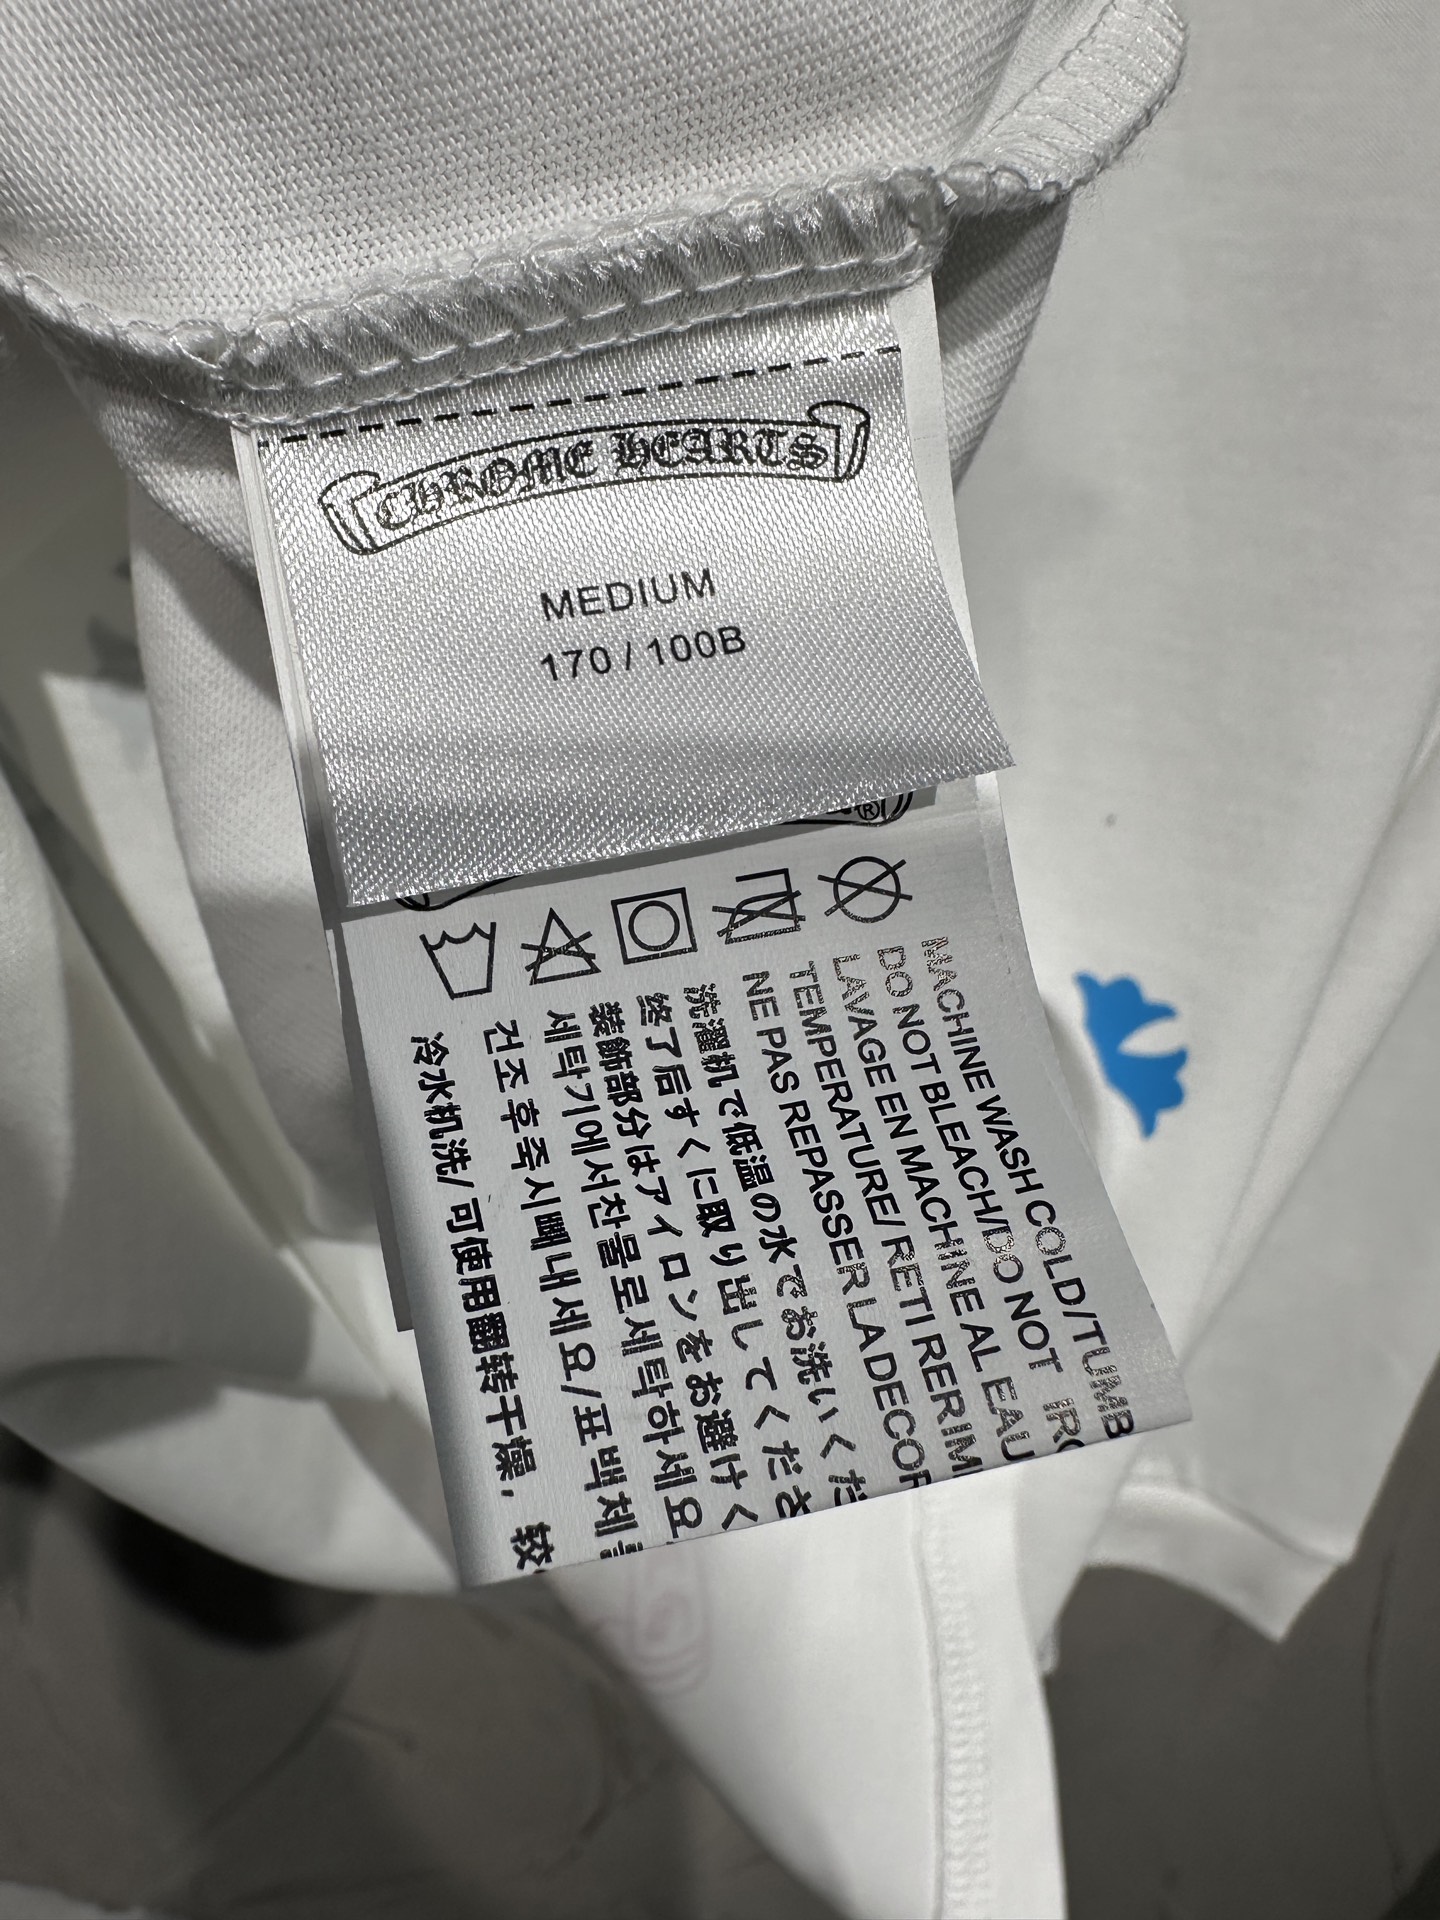 CHROME HEARTS
MEDIUM
170 / 100B
®
MACHINE WASH COLD/TUMB
DO NOT BLEACH/DO NOT IRO
LAVAGE EN MACHINE AL EAU
TEMPERATURE/ RETI RERIM
NE PAS REPASSER LA DECOR
洗濯机で低温の水でお洗いくだ
终了后すくに取り出してくださ
装飾部分はアイロンをお避けく
세탁기에서찬물로세탁하세요
건조후즉시빼내세요/표백제
冷水机洗/ 可使用翻转干燥, 较